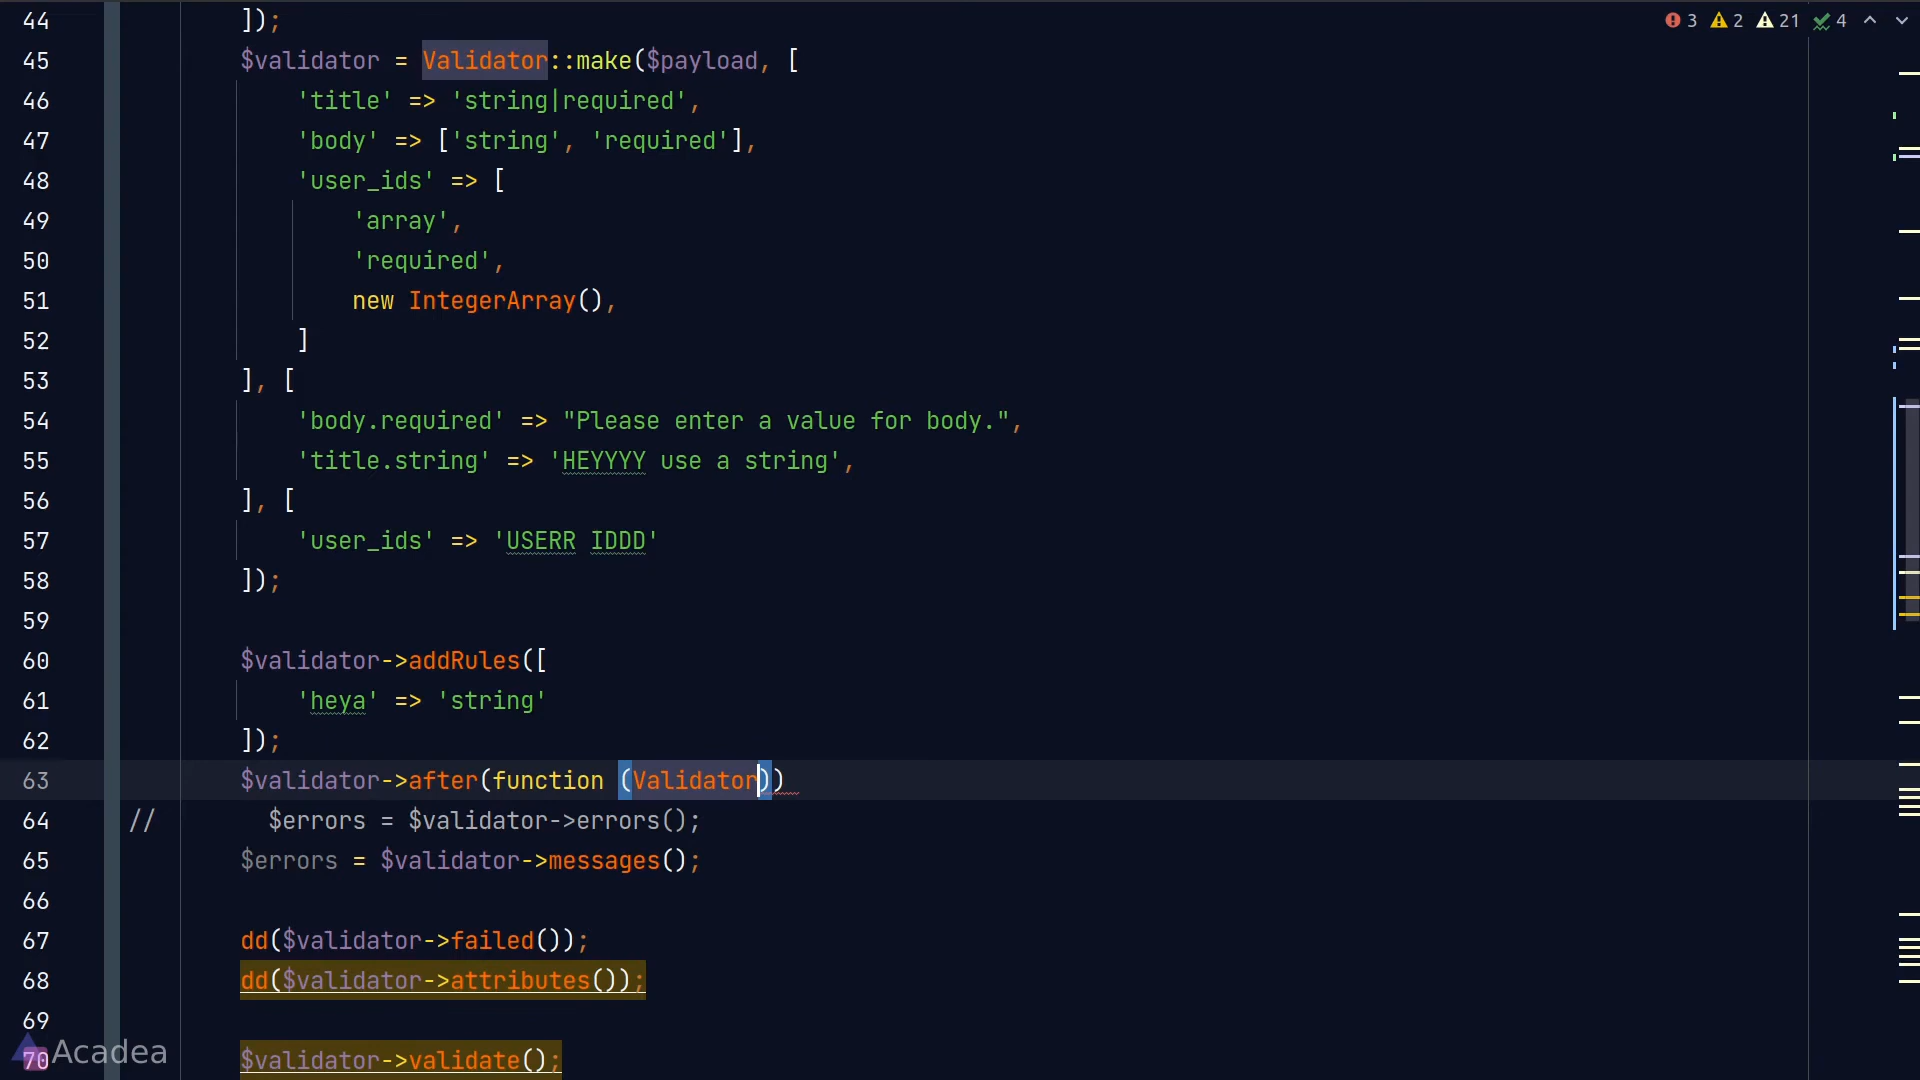 44 ]);
3 2 21 4
45 $validator = Validator::make($payload, [
46 'title' => 'string|required',
47 'body' => ['string', 'required'],
48 'user_ids' => [
49 'array',
50 'required',
51 new IntegerArray(),
52 ]
53 ], [
54 'body.required' => "Please enter a value for body.",
55 'title.string' => 'HEYYYY use a string',
56 ], [
57 'user_ids' => 'USERR IDDD'
58 ]);
59
60 $validator->addRules([
61 'heya' => 'string'
62 ]);
63 $validator->after(function (Validator))
64 // $errors = $validator->errors();
65 $errors = $validator->messages();
66
67 dd($validator->failed());
68 dd($validator->attributes());
69
70 $validator->validate();
Acadea